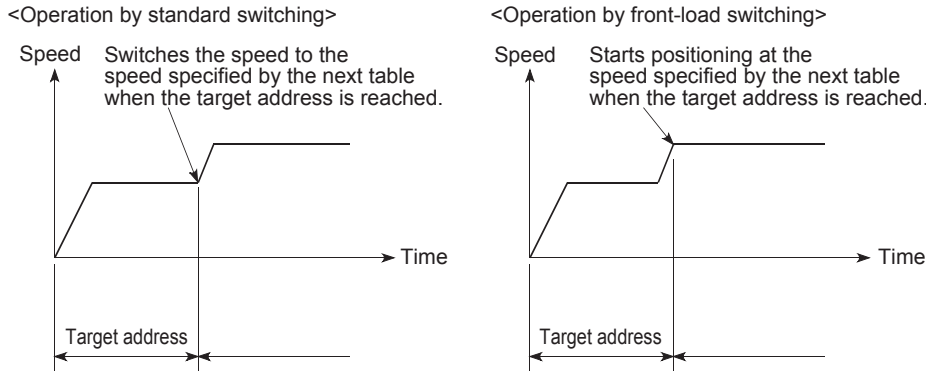 <Operation by standard switching>
Speed
Switches the speed to the
speed specified by the next table
when the target address is reached.
Time
Target address
<Operation by front-load switching>
Speed
Starts positioning at the
speed specified by the next table
when the target address is reached.
Time
Target address